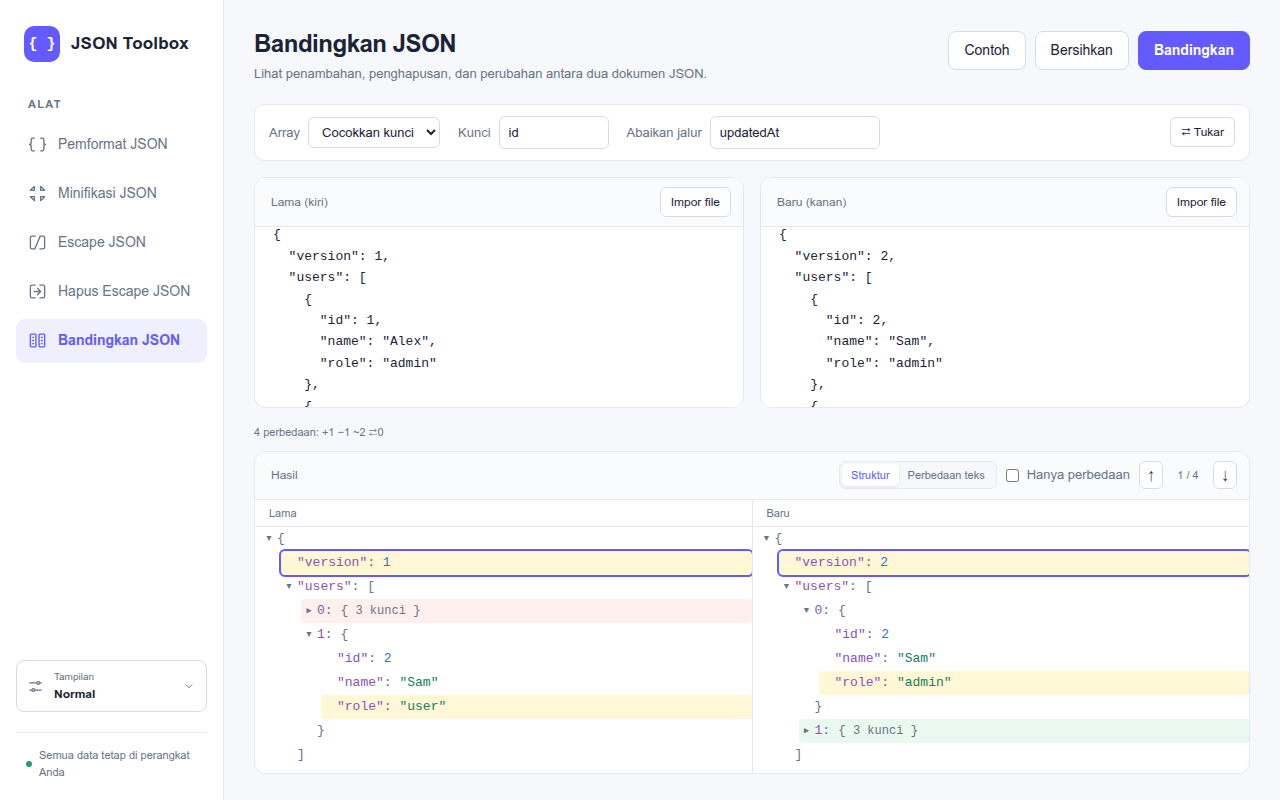 { } JSON Toolbox
ALAT
Pemformat JSON
Minifikasi JSON
Escape JSON
Hapus Escape JSON
Bandingkan JSON
Tampilan
Normal
Semua data tetap di perangkat
Anda
Bandingkan JSON
Lihat penambahan, penghapusan, dan perubahan antara dua dokumen JSON.
Contoh
Bersihkan
Bandingkan
Array Cocokkan kunci Kunci id Abaikan jalur updatedAt ⇄ Tukar
Lama (kiri) Impor file
{
"version": 1,
"users": [
{
"id": 1,
"name": "Alex",
"role": "admin"
},
{
Baru (kanan) Impor file
{
"version": 2,
"users": [
{
"id": 2,
"name": "Sam",
"role": "admin"
},
{
4 perbedaan: +1 −1 ~2 ⇄0
Hasil Struktur Perbedaan teks Hanya perbedaan ↑ 1 / 4 ↓
Lama
▾ {
"version": 1
▾ "users": [
▸ 0: { 3 kunci }
▾ 1: {
"id": 2
"name": "Sam"
"role": "user"
}
]
Baru
▾ {
"version": 2
▾ "users": [
▾ 0: {
"id": 2
"name": "Sam"
"role": "admin"
}
▸ 1: { 3 kunci }
]